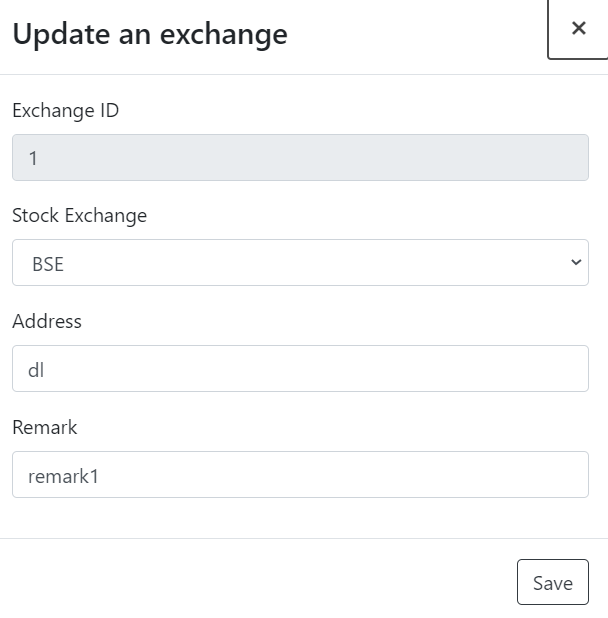 Update an exchange
×
Exchange ID
1
Stock Exchange
BSE
Address
dl
Remark
remark1
Save